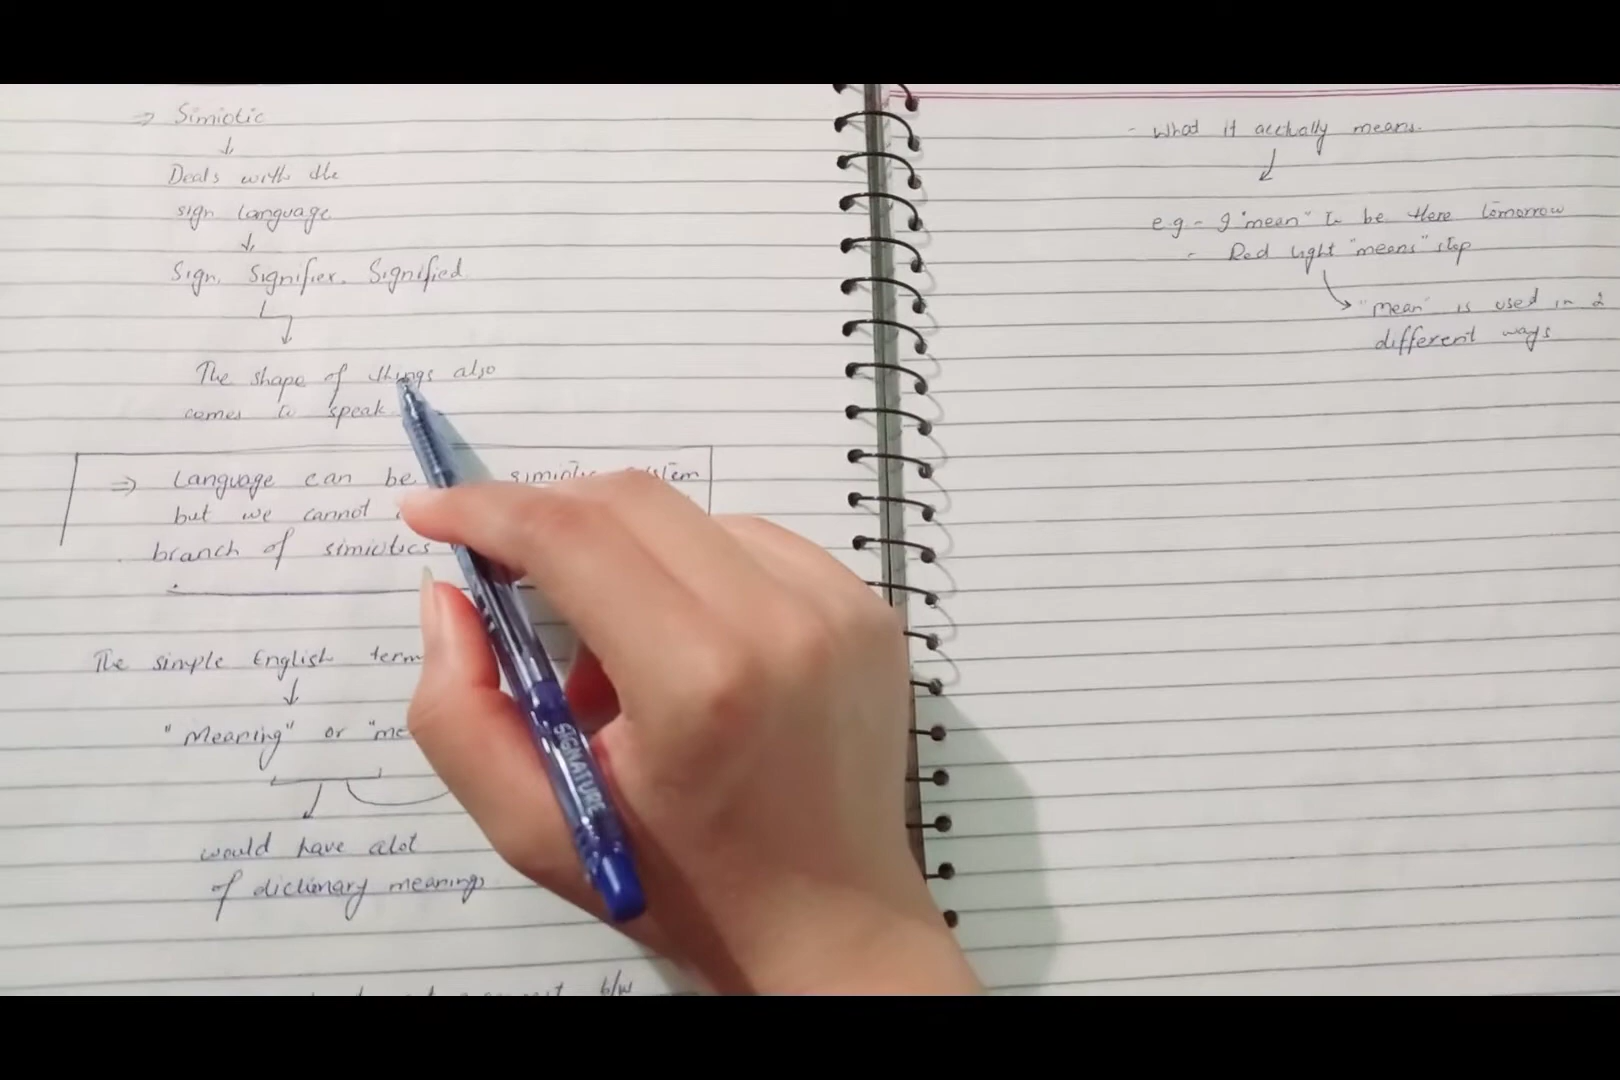 ⇒ Simiotic
↓
Deals with the
sign language
↓
Sign, Signifier, Signified
The shape of things also
comes to speak
⇒ Language can be simiotic
but we cannot
branch of simiotics
The simple English term
↓
"Meaning" or
would have alot
of dictionary meanings
b/w
SIGNATURE
- What it acctually means.
e.g - I "mean" to be there tomorrow
- Red light "means" stop
"mean" is used in 2
different ways